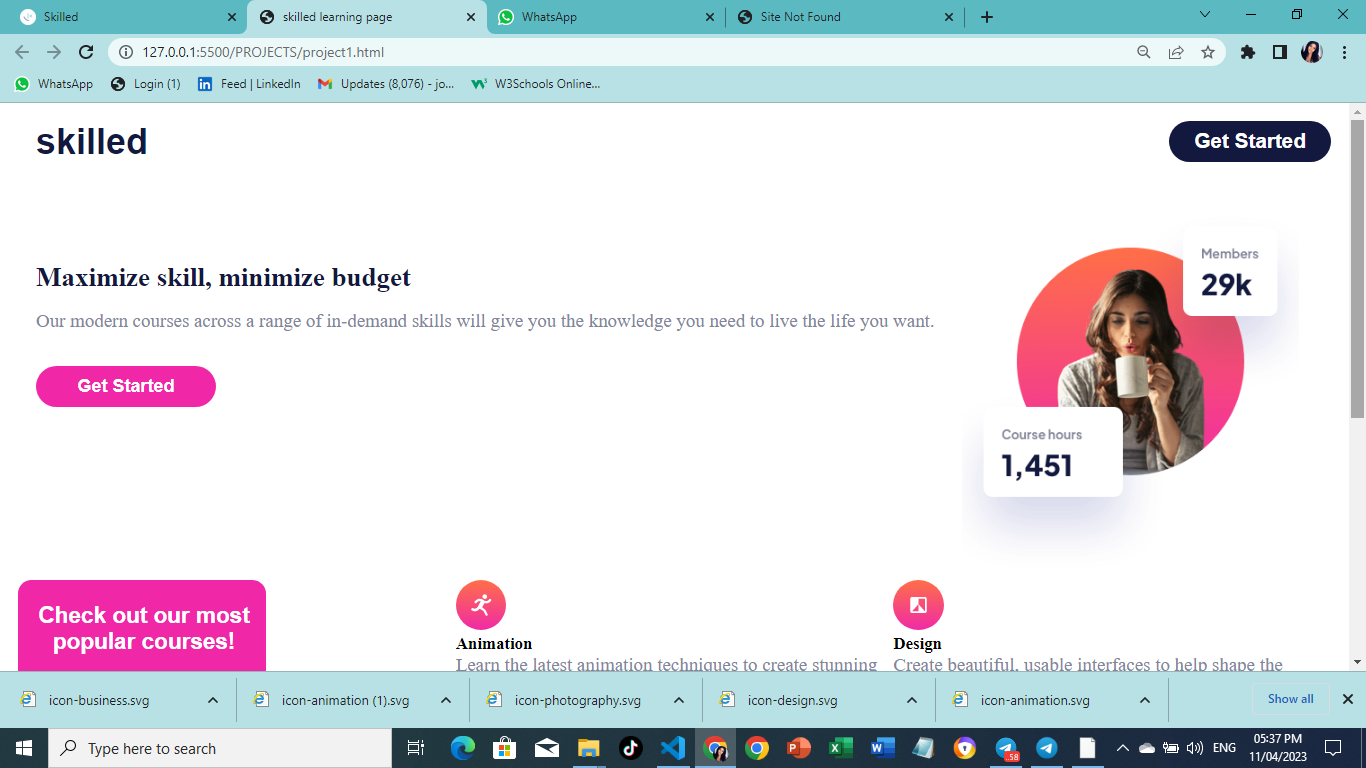 Skilled
skilled learning page
WhatsApp
Site Not Found
127.0.0.1:5500/PROJECTS/project1.html
WhatsApp
Login (1)
Feed | LinkedIn
Updates (8,076) - jo...
W3Schools Online...
skilled
Get Started
Maximize skill, minimize budget
Our modern courses across a range of in-demand skills will give you the knowledge you need to live the life you want.
Get Started
Members
29k
Course hours
1,451
Check out our most
popular courses!
Animation
Learn the latest animation techniques to create stunning
Design
Create beautiful, usable interfaces to help shape the
icon-business.svg
icon-animation (1).svg
icon-photography.svg
icon-design.svg
icon-animation.svg
Show all
Type here to search
.58
ENG
05:37 PM
11/04/2023